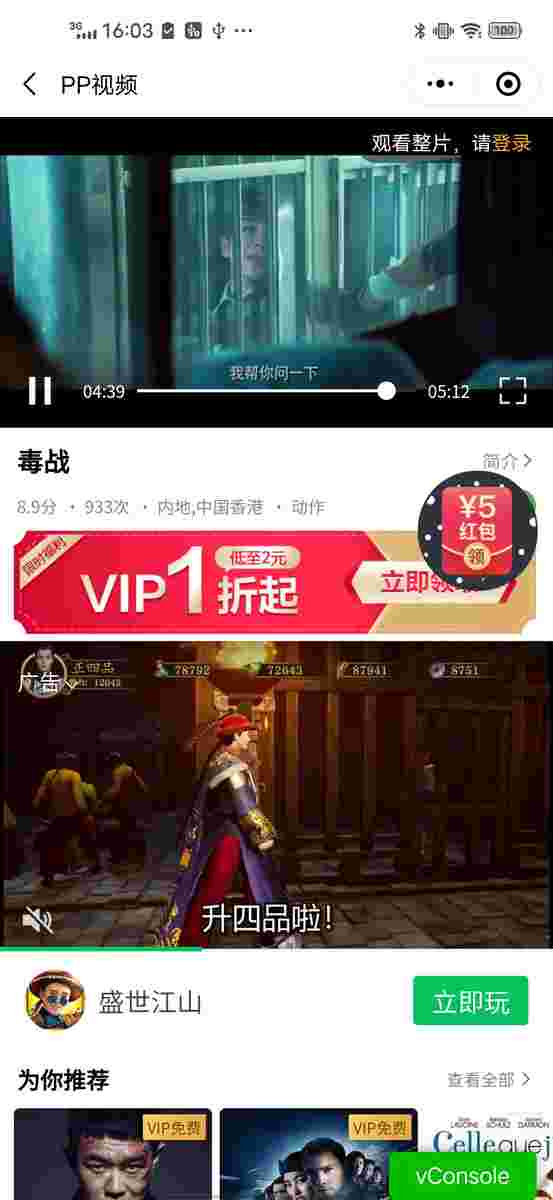 3G 16:03 100
PP视频
观看整片，请登录
我帮你问一下
04:39 05:12
毒战
简介
8.9分 · 933次 · 内地,中国香港 · 动作
¥5
红包
领
限时福利
低至2元
VIP1折起
立即领
正四品 78792 72643 87941 8751
广告
12643
升四品啦！
盛世江山
立即玩
为你推荐
查看全部
VIP免费
VIP免费
vConsole